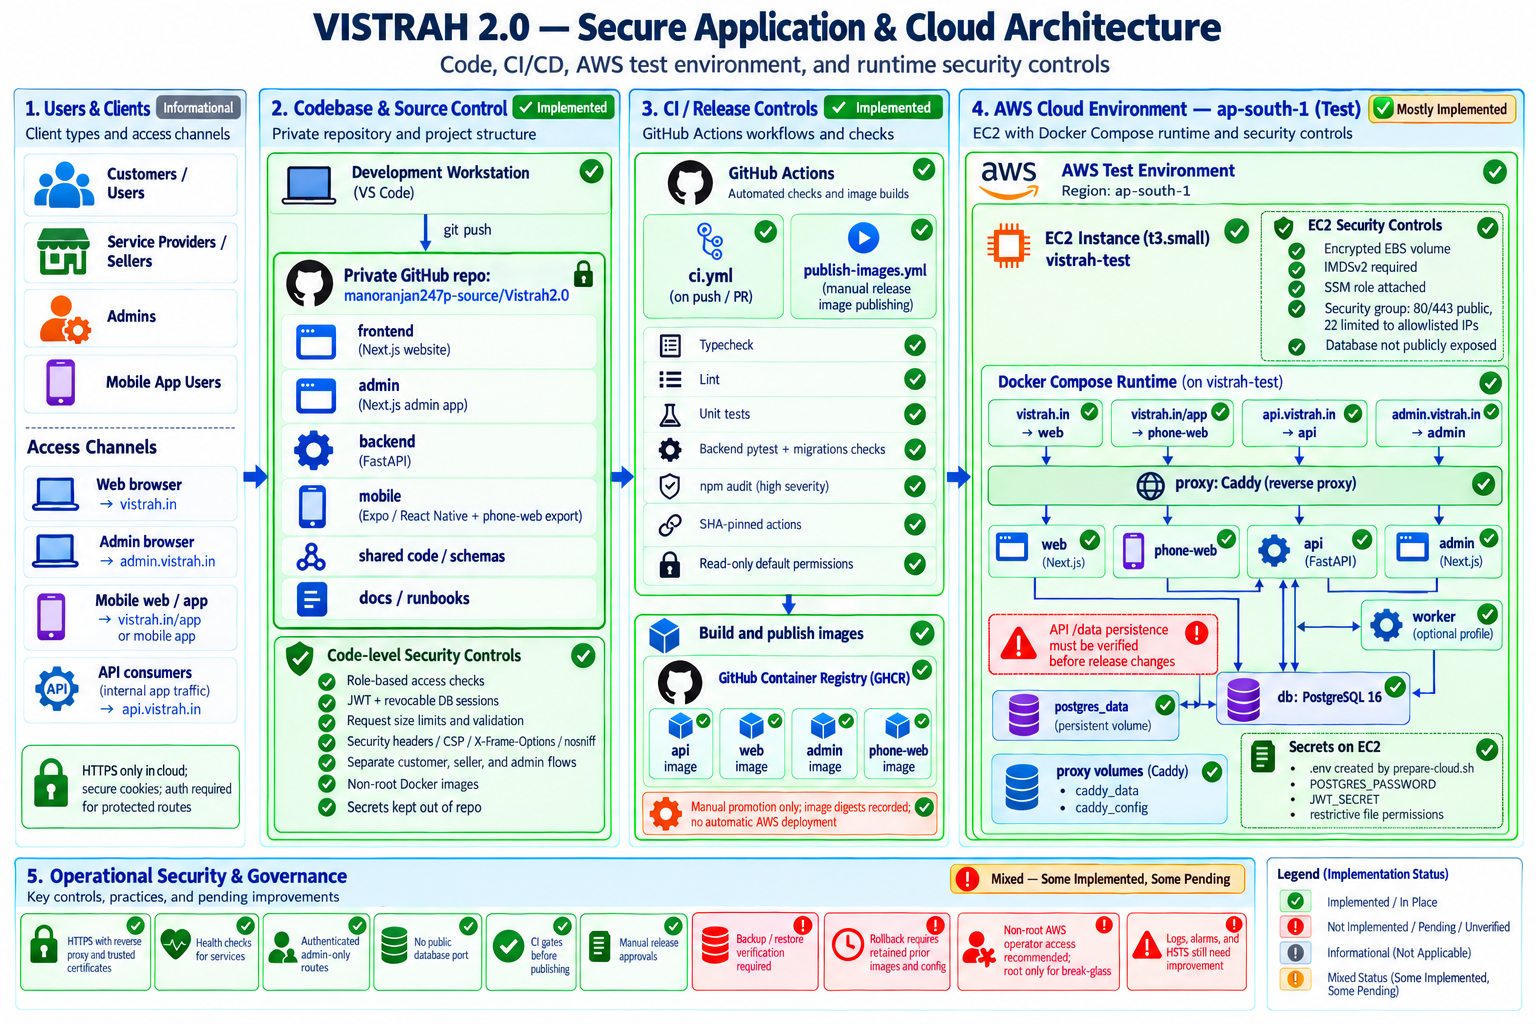 VISTRAH 2.0 — Secure Application & Cloud Architecture
Code, CI/CD, AWS test environment, and runtime security controls
1. Users & Clients
Informational
Client types and access channels
Customers /
Users
Service Providers /
Sellers
Admins
Mobile App Users
Access Channels
Web browser
→ vistrah.in
Admin browser
→ admin.vistrah.in
Mobile web / app
→ vistrah.in/app
or mobile app
API
API consumers
(internal app traffic)
→ api.vistrah.in
HTTPS only in cloud;
secure cookies; auth required
for protected routes
2. Codebase & Source Control
Implemented
Private repository and project structure
Development Workstation
(VS Code)
git push
Private GitHub repo:
manoranjan247p-source/Vistrah2.0
frontend
(Next.js website)
admin
(Next.js admin app)
backend
(FastAPI)
mobile
(Expo / React Native + phone-web export)
shared code / schemas
docs / runbooks
Code-level Security Controls
Role-based access checks
JWT + revocable DB sessions
Request size limits and validation
Security headers / CSP / X-Frame-Options / nosniff
Separate customer, seller, and admin flows
Non-root Docker images
Secrets kept out of repo
3. CI / Release Controls
Implemented
GitHub Actions workflows and checks
GitHub Actions
Automated checks and image builds
ci.yml
(on push / PR)
publish-images.yml
(manual release
image publishing)
Typecheck
Lint
Unit tests
Backend pytest + migrations checks
npm audit (high severity)
SHA-pinned actions
Read-only default permissions
Build and publish images
GitHub Container Registry (GHCR)
api
image
web
image
admin
image
phone-web
image
Manual promotion only; image digests recorded;
no automatic AWS deployment
4. AWS Cloud Environment — ap-south-1 (Test)
Mostly Implemented
EC2 with Docker Compose runtime and security controls
aws
AWS Test Environment
Region: ap-south-1
EC2 Instance (t3.small)
vistrah-test
EC2 Security Controls
Encrypted EBS volume
IMDSv2 required
SSM role attached
Security group: 80/443 public,
22 limited to allowlisted IPs
Database not publicly exposed
Docker Compose Runtime (on vistrah-test)
vistrah.in
→ web
vistrah.in/app
→ phone-web
api.vistrah.in
→ api
admin.vistrah.in
→ admin
proxy: Caddy (reverse proxy)
web
(Next.js)
phone-web
api
(FastAPI)
admin
(Next.js)
API /data persistence
must be verified
before release changes
worker
(optional profile)
db: PostgreSQL 16
postgres_data
(persistent volume)
proxy volumes (Caddy)
• caddy_data
• caddy_config
Secrets on EC2
• .env created by prepare-cloud.sh
• POSTGRES_PASSWORD
• JWT_SECRET
• restrictive file permissions
5. Operational Security & Governance
Mixed — Some Implemented, Some Pending
Key controls, practices, and pending improvements
HTTPS with reverse
proxy and trusted
certificates
Health checks
for services
Authenticated
admin-only
routes
No public
database port
CI gates
before
publishing
Manual release
approvals
Backup / restore
verification
required
Rollback requires
retained prior
images and config
Non-root AWS
operator access
recommended;
root only for break-glass
Logs, alarms, and
HSTS still need
improvement
Legend (Implementation Status)
Implemented / In Place
Not Implemented / Pending / Unverified
Informational (Not Applicable)
Mixed Status (Some Implemented,
Some Pending)